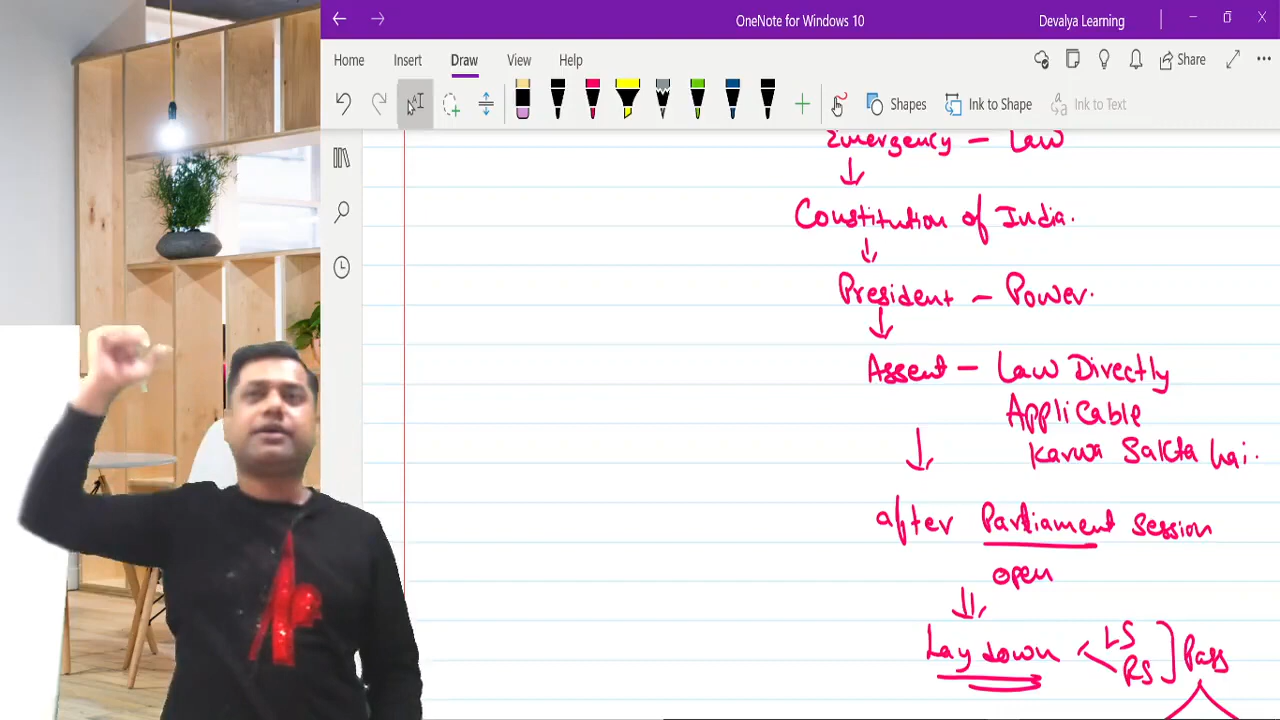 OneNote for Windows 10
Devalya Learning
Home Insert Draw View Help
Share
Shapes
Ink to Shape
Ink to Text
Emergency - Law
Constitution of India.
President - Power.
Assent - Law Directly
Applicable
Karwa Sakta hai.
after Parliament session
open
Lay down
LS
RS
Pass